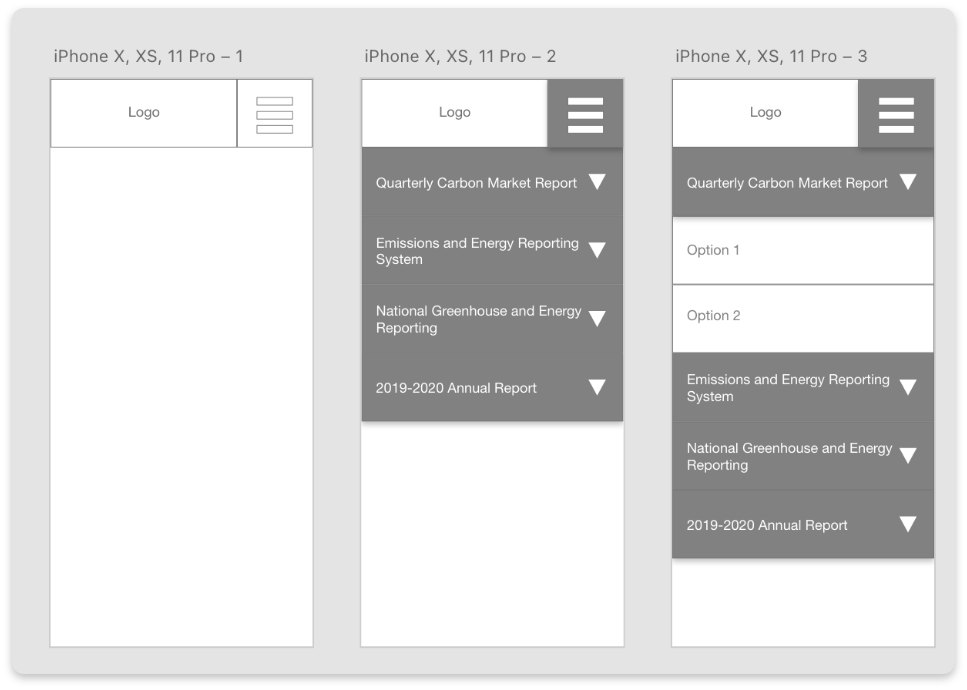 iPhone X, XS, 11 Pro – 1
Logo
iPhone X, XS, 11 Pro – 2
Logo
Quarterly Carbon Market Report
Emissions and Energy Reporting
System
National Greenhouse and Energy
Reporting
2019-2020 Annual Report
iPhone X, XS, 11 Pro – 3
Logo
Quarterly Carbon Market Report
Option 1
Option 2
Emissions and Energy Reporting
System
National Greenhouse and Energy
Reporting
2019-2020 Annual Report